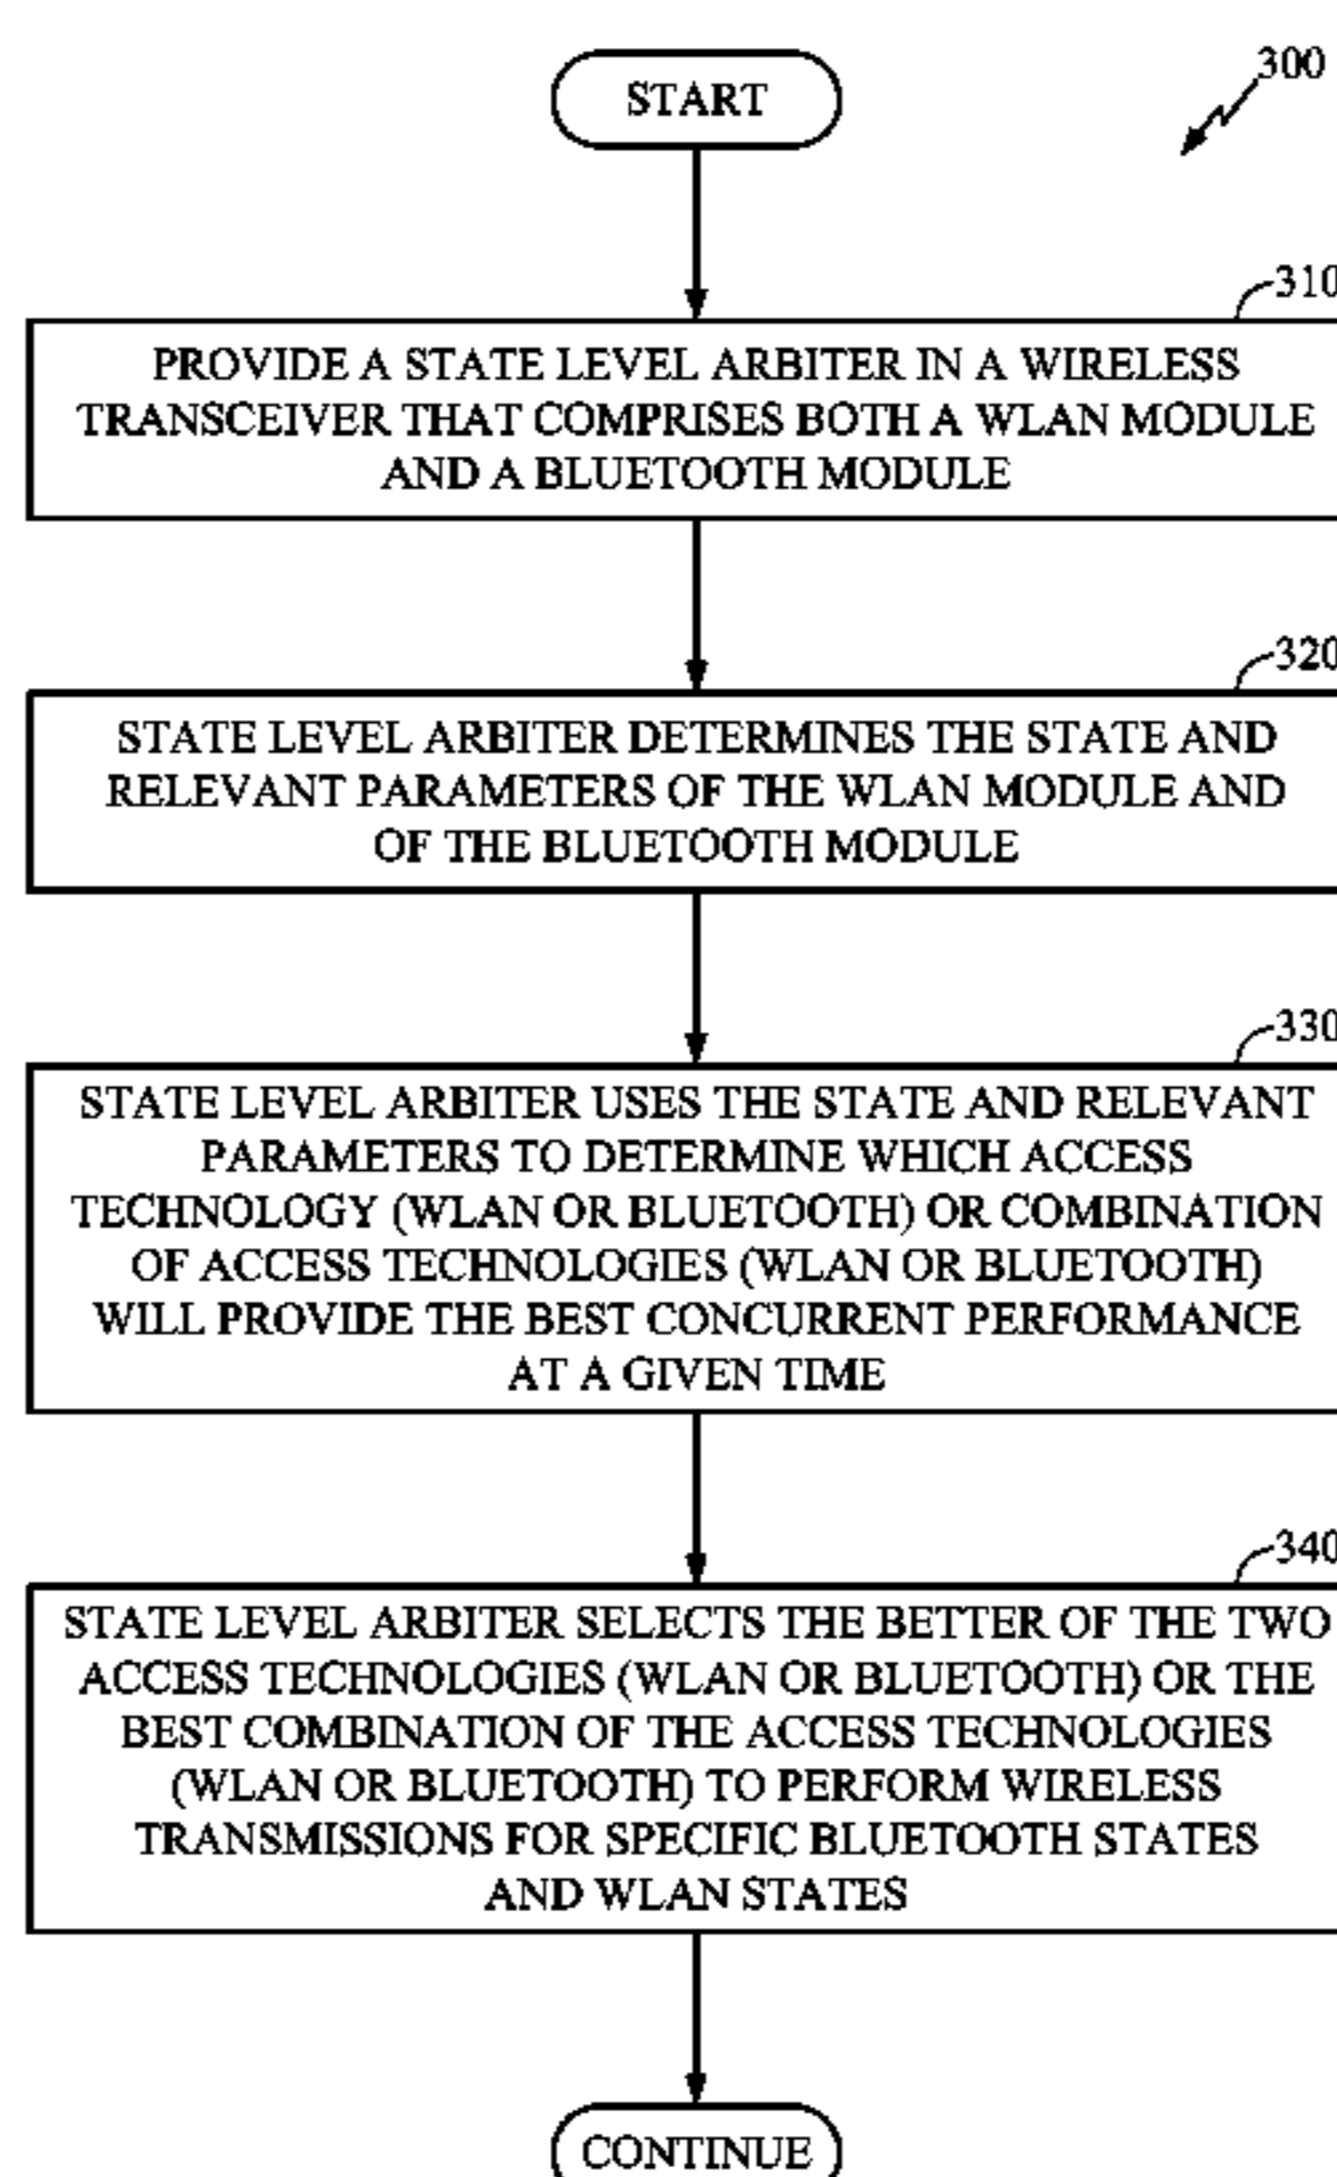 START
300
310
PROVIDE A STATE LEVEL ARBITER IN A WIRELESS
TRANSCEIVER THAT COMPRISES BOTH A WLAN MODULE
AND A BLUETOOTH MODULE
320
STATE LEVEL ARBITER DETERMINES THE STATE AND
RELEVANT PARAMETERS OF THE WLAN MODULE AND
OF THE BLUETOOTH MODULE
330
STATE LEVEL ARBITER USES THE STATE AND RELEVANT
PARAMETERS TO DETERMINE WHICH ACCESS
TECHNOLOGY (WLAN OR BLUETOOTH) OR COMBINATION
OF ACCESS TECHNOLOGIES (WLAN OR BLUETOOTH)
WILL PROVIDE THE BEST CONCURRENT PERFORMANCE
AT A GIVEN TIME
340
STATE LEVEL ARBITER SELECTS THE BETTER OF THE TWO
ACCESS TECHNOLOGIES (WLAN OR BLUETOOTH) OR THE
BEST COMBINATION OF THE ACCESS TECHNOLOGIES
(WLAN OR BLUETOOTH) TO PERFORM WIRELESS
TRANSMISSIONS FOR SPECIFIC BLUETOOTH STATES
AND WLAN STATES
CONTINUE